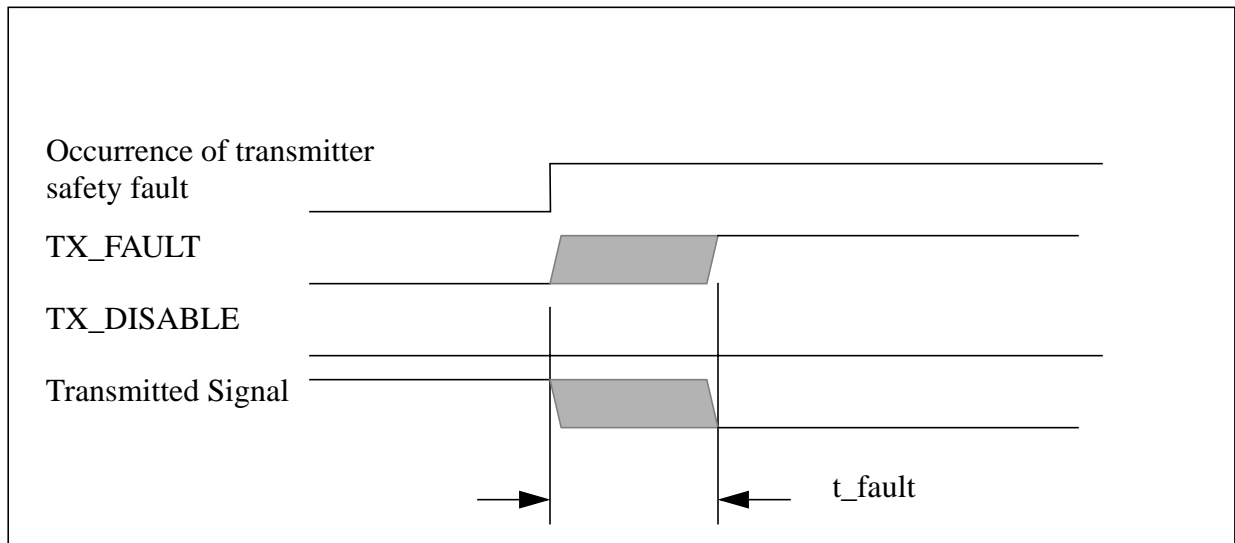 Occurrence of transmitter
safety fault
TX_FAULT
TX_DISABLE
Transmitted Signal
t_fault